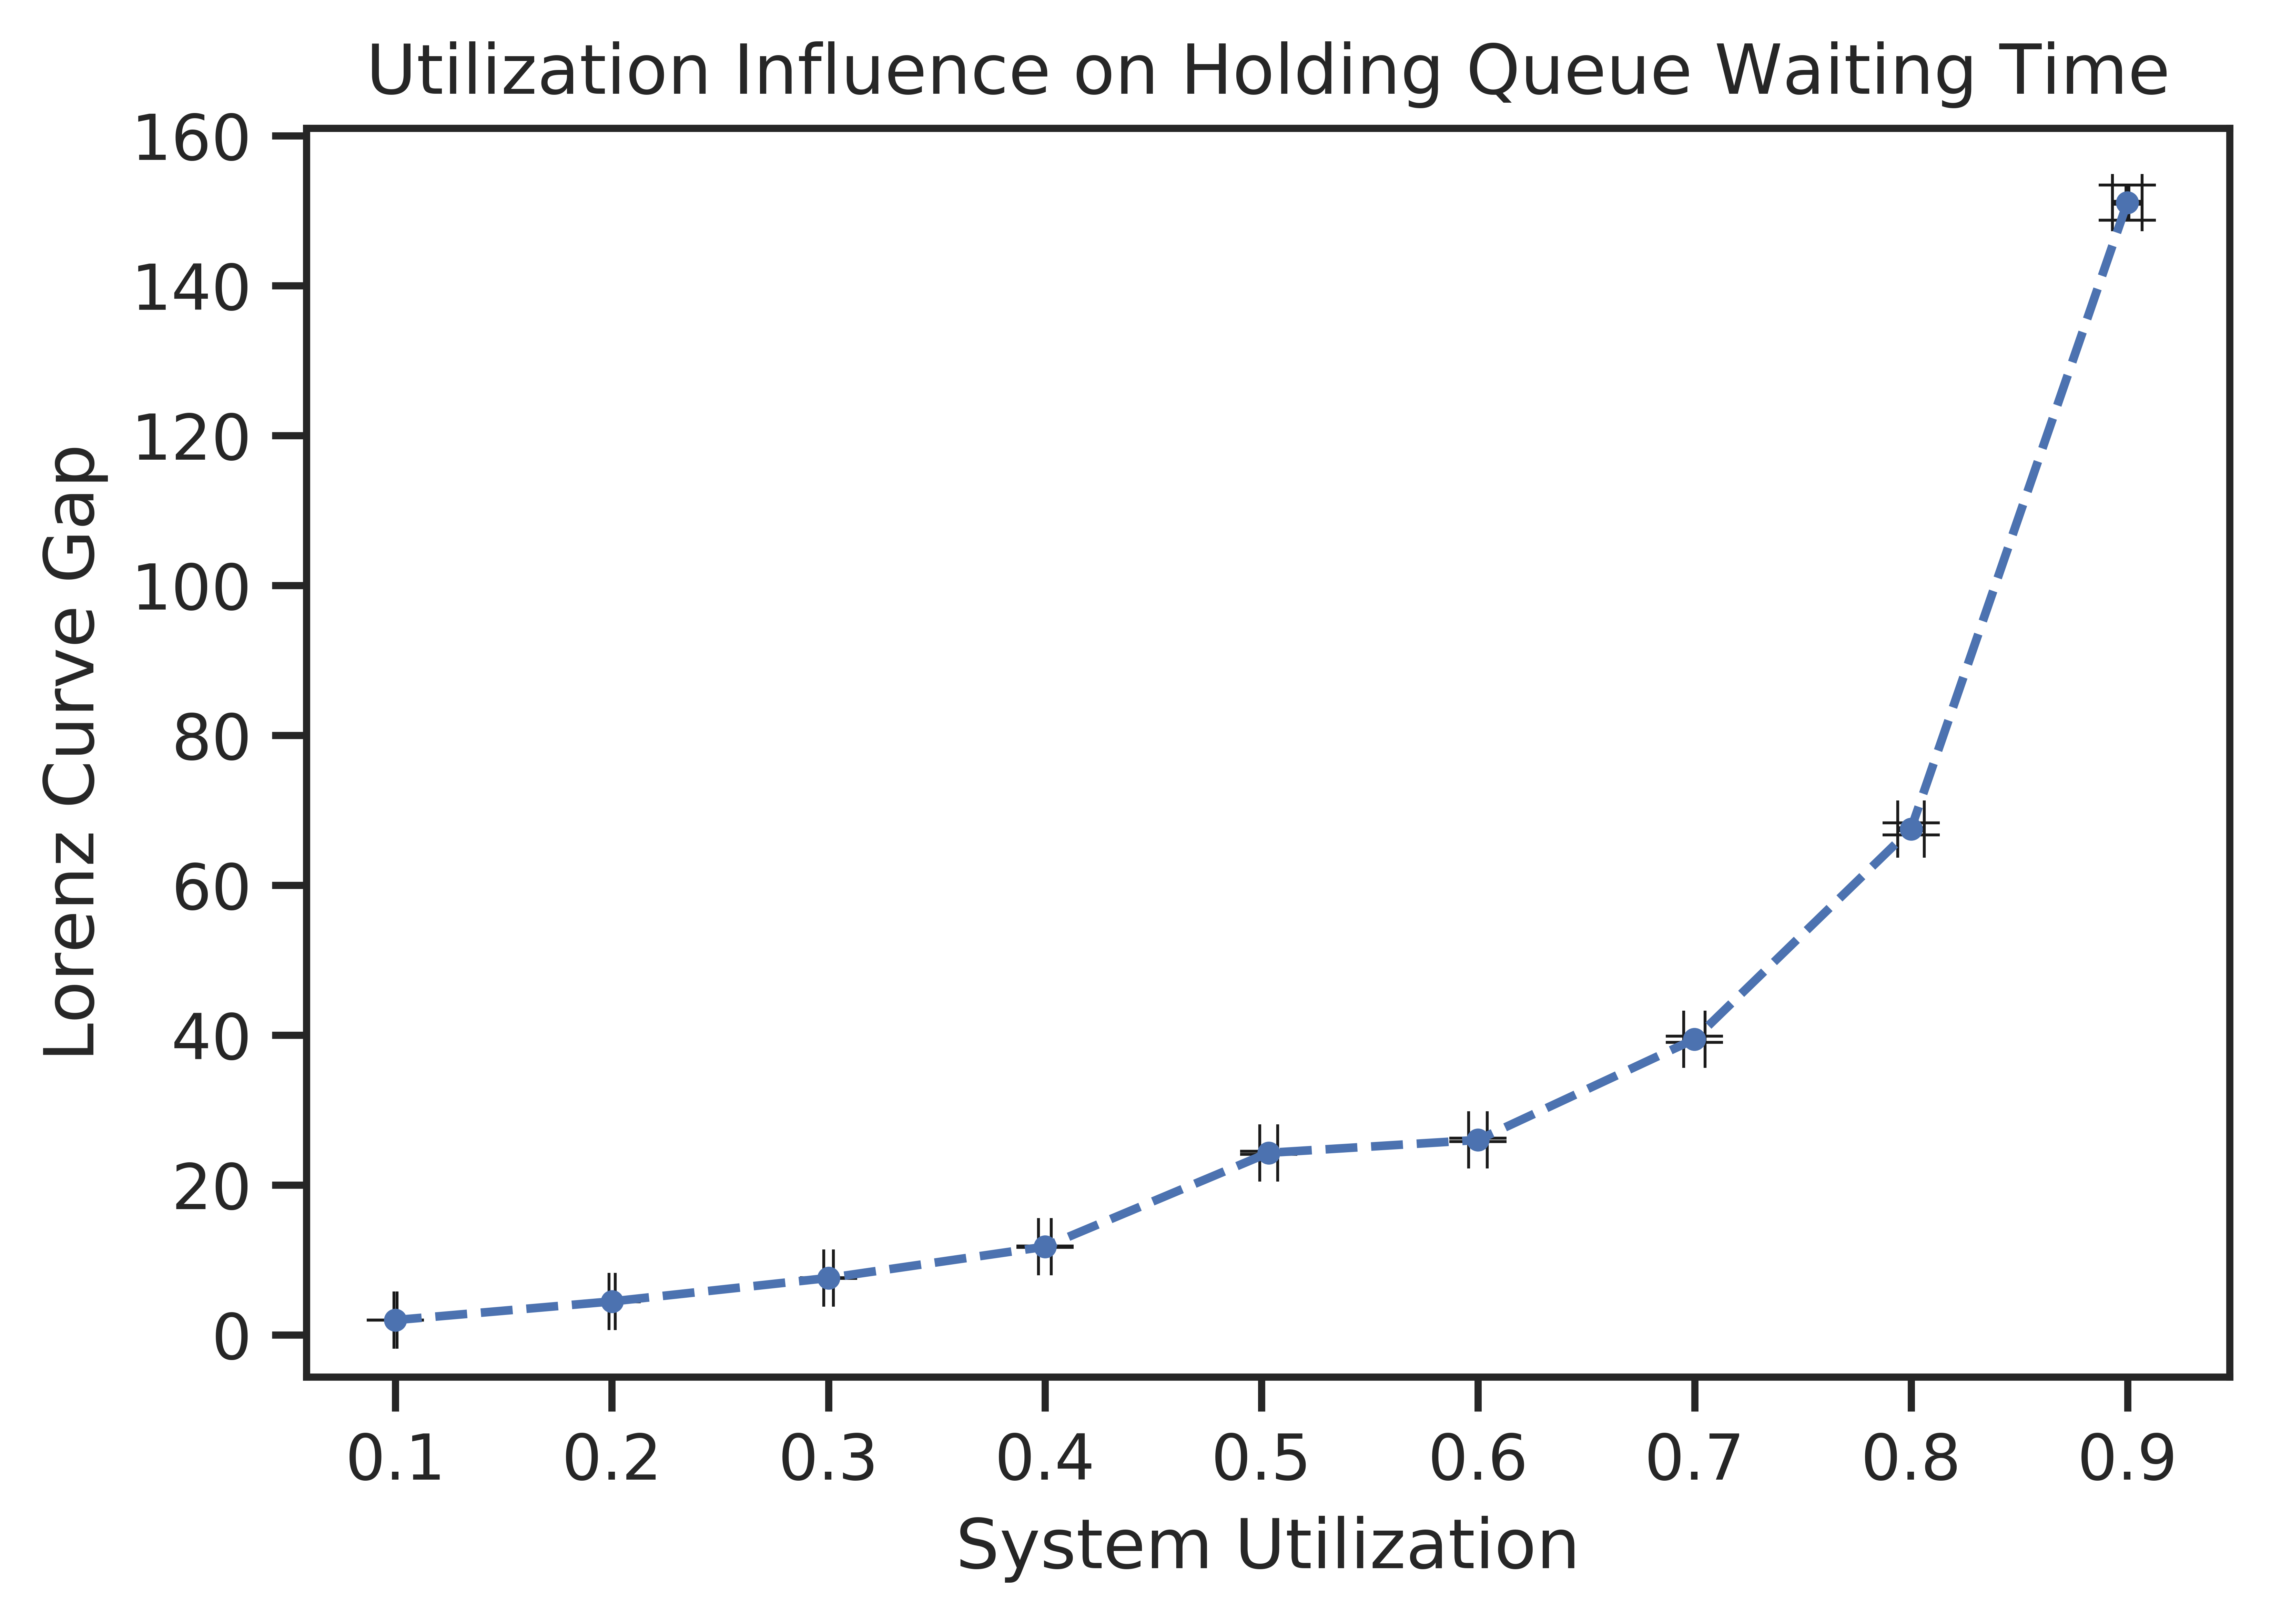 Utilization Influence on Holding Queue Waiting Time
160
140
120
100
80
60
40
20
0
Lorenz Curve Gap
0.1 0.2 0.3 0.4 0.5 0.6 0.7 0.8 0.9
System Utilization